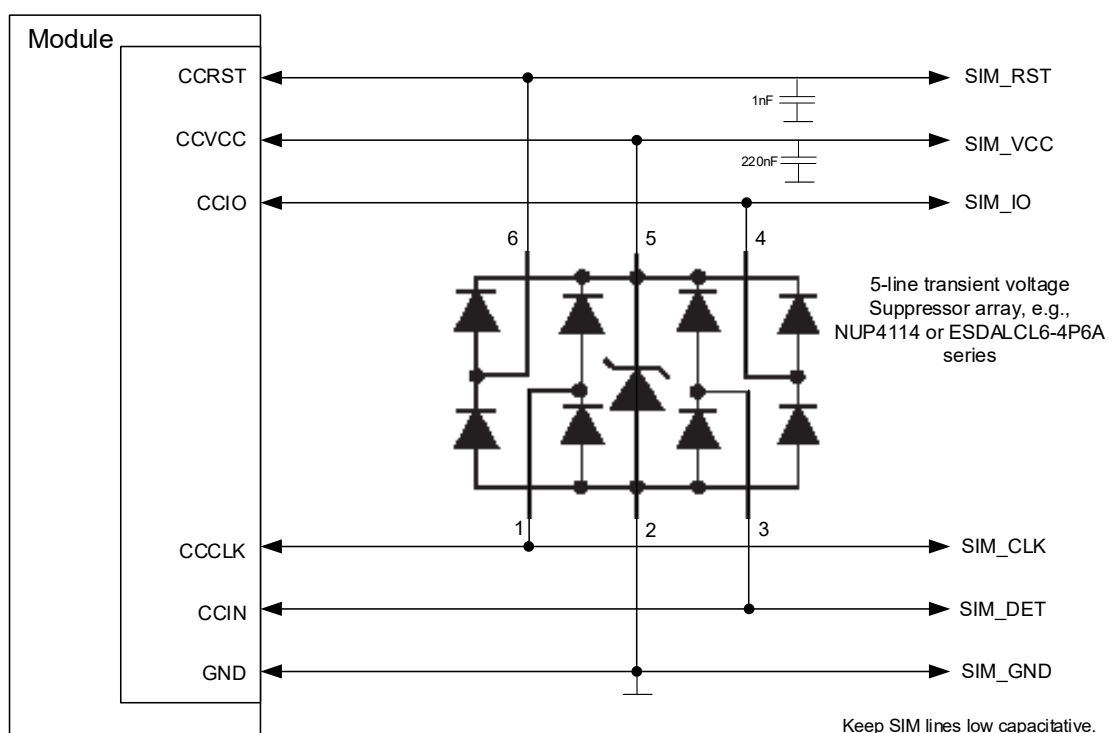 Module
CCRST
SIM_RST
1nF
CCVCC
SIM_VCC
220nF
CCIO
SIM_IO
6
5
4
5-line transient voltage
Suppressor array, e.g.,
NUP4114 or ESDALCL6-4P6A
series
1
2
3
CCCLK
SIM_CLK
CCIN
SIM_DET
GND
SIM_GND
Keep SIM lines low capacitative.